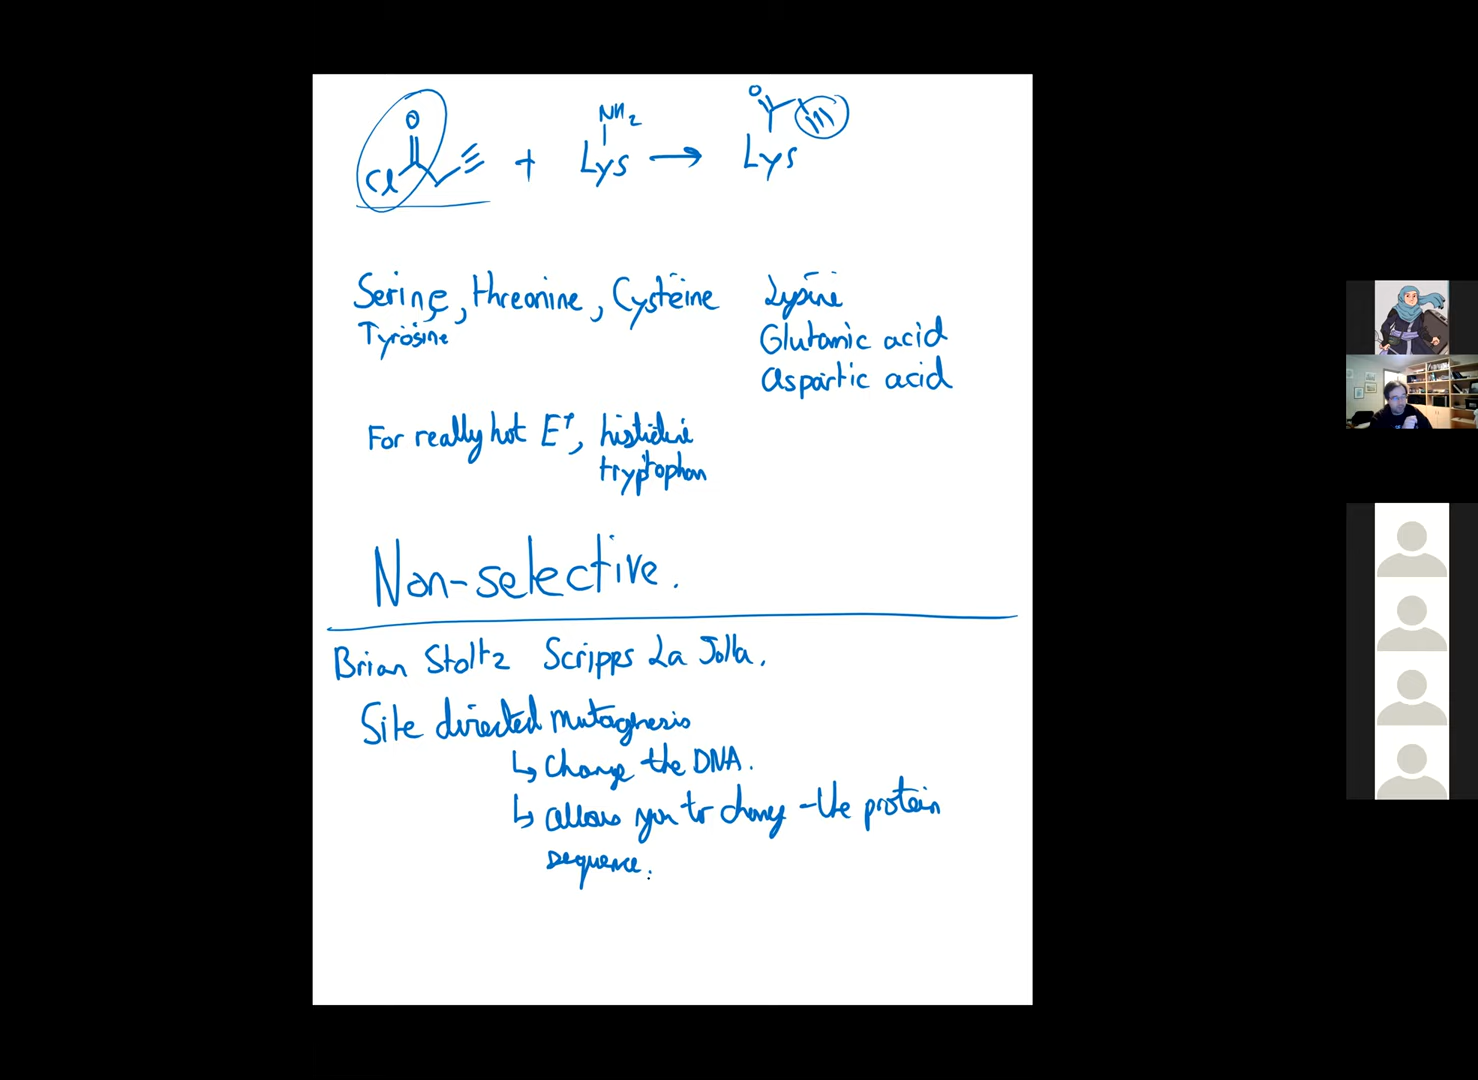 O
Cl
+
NH2
Lys
→
O
Lys
Serine, threonine, Cysteine Lysine
Tyrosine Glutamic acid
aspartic acid
For really hot E+, histidine
tryptophan
Non-selective.
Brian Stoltz Scripps La Jolla.
Site directed mutagenesis
↳ Change the DNA.
↳ allows you to change the protein
sequence.